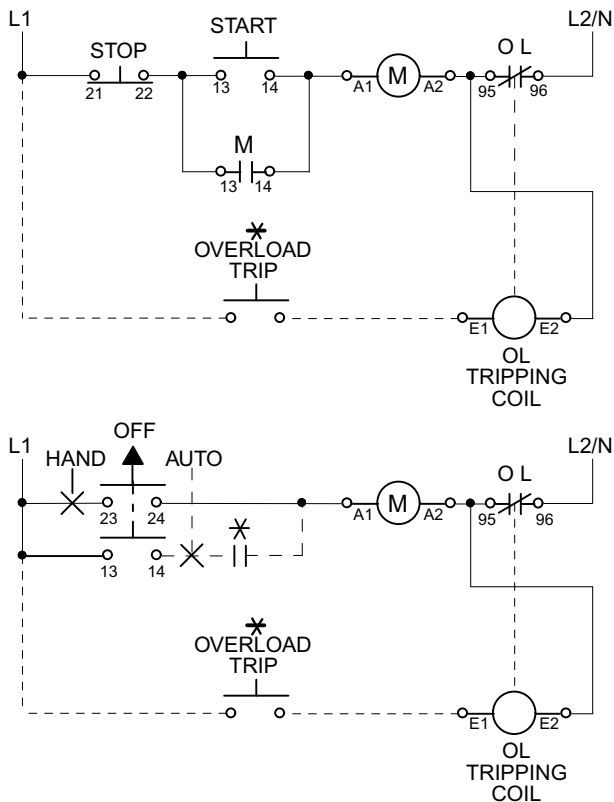 L1
L2/N
STOP
START
O L
21
22
13
14
A1
M
A2
95
96
M
13
14
OVERLOAD
TRIP
E1
E2
OL
TRIPPING
COIL
L1
OFF
L2/N
HAND
AUTO
O L
23
24
A1
M
A2
95
96
13
14
OVERLOAD
TRIP
E1
E2
OL
TRIPPING
COIL